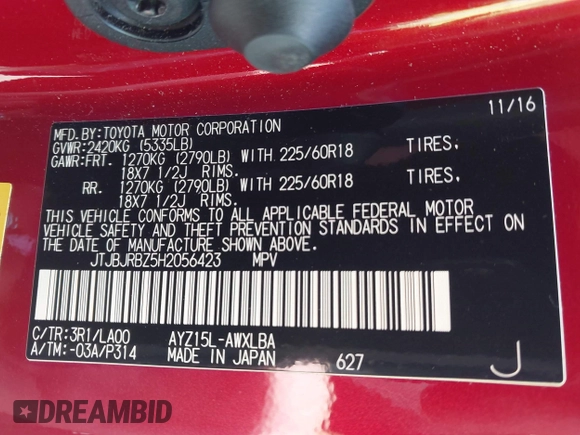 11/16
MFD.BY:TOYOTA MOTOR CORPORATION
GVWR:2420KG (5335LB)
GAWR:FRT. 1270KG (2790LB) WITH 225/60R18 TIRES,
18X7 1/2J RIMS.
RR. 1270KG (2790LB) WITH 225/60R18 TIRES,
18X7 1/2J RIMS.
THIS VEHICLE CONFORMS TO ALL APPLICABLE FEDERAL MOTOR
VEHICLE SAFETY AND THEFT PREVENTION STANDARDS IN EFFECT ON
THE DATE OF MANUFACTURE SHOWN ABOVE.
JTJBJRBZ5H2056423 MPV
C/TR:3R1/LA00 AYZ15L-AWXLBA
A/TM:-03A/P314 MADE IN JAPAN 627 J
DREAMBID